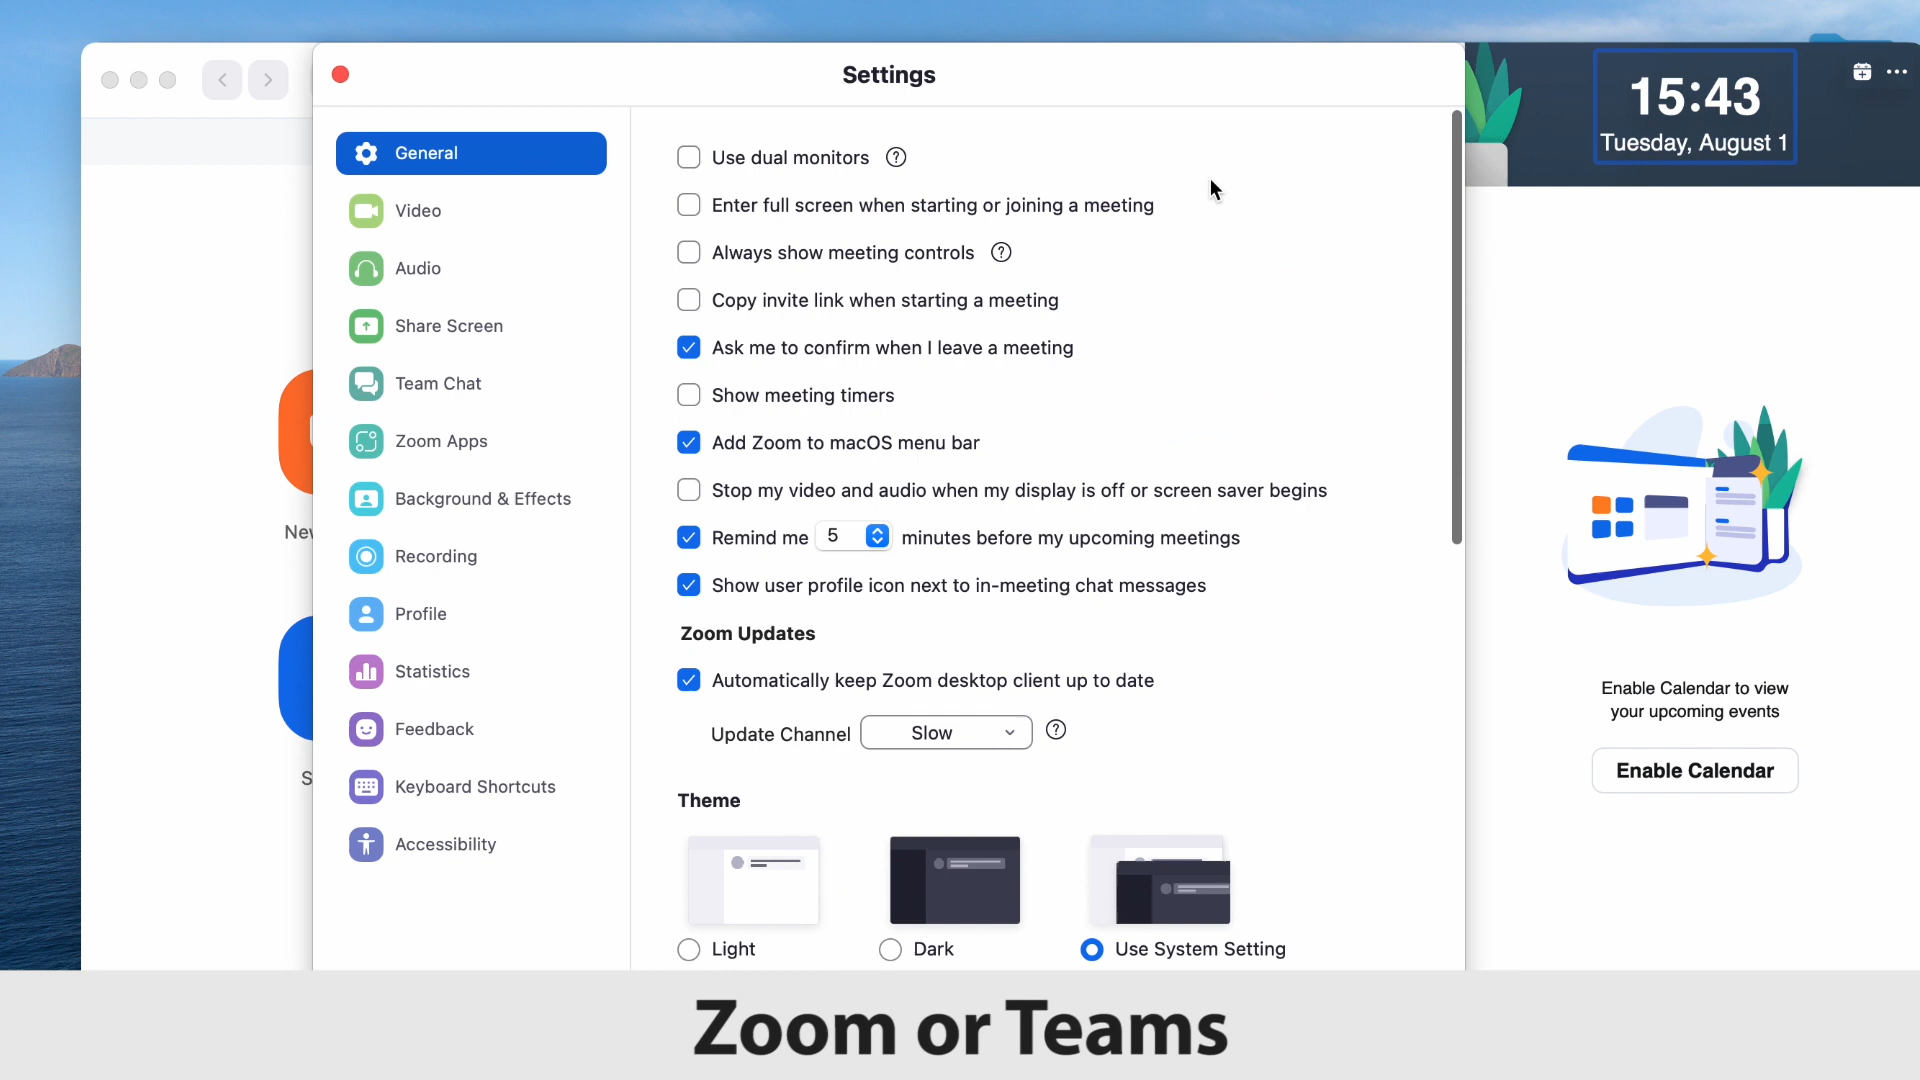 Settings
15:43
Tuesday, August 1
General
Video
Audio
Share Screen
Team Chat
Zoom Apps
Background & Effects
Recording
Profile
Statistics
Feedback
Keyboard Shortcuts
Accessibility
Use dual monitors ?
Enter full screen when starting or joining a meeting
Always show meeting controls ?
Copy invite link when starting a meeting
Ask me to confirm when I leave a meeting
Show meeting timers
Add Zoom to macOS menu bar
Stop my video and audio when my display is off or screen saver begins
Remind me 5 minutes before my upcoming meetings
Show user profile icon next to in-meeting chat messages
Zoom Updates
Automatically keep Zoom desktop client up to date
Update Channel Slow ?
Theme
Light
Dark
Use System Setting
Enable Calendar to view
your upcoming events
Enable Calendar
Zoom or Teams